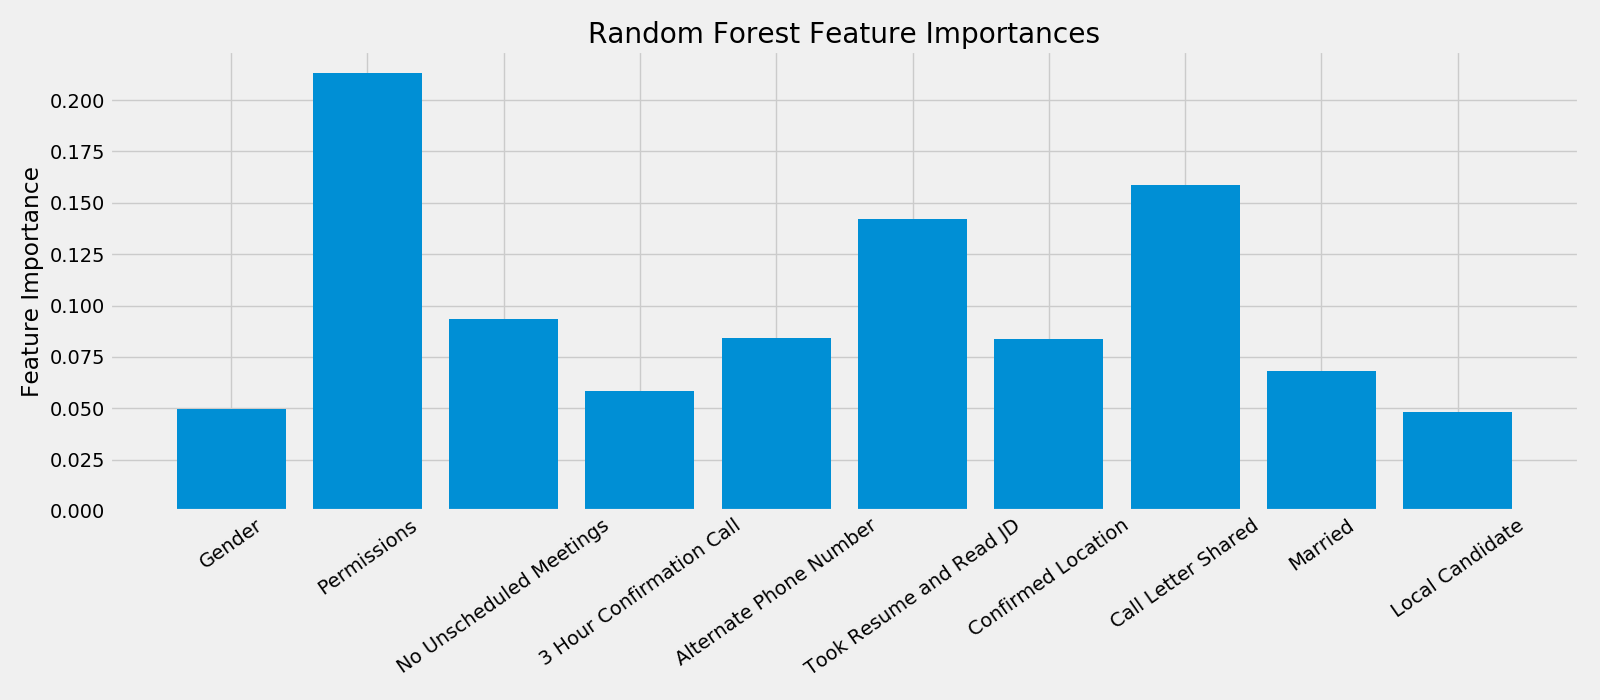 Random Forest Feature Importances
Feature Importance
0.200
0.175
0.150
0.125
0.100
0.075
0.050
0.025
0.000
Gender
Permissions
No Unscheduled Meetings
3 Hour Confirmation Call
Alternate Phone Number
Took Resume and Read JD
Confirmed Location
Call Letter Shared
Married
Local Candidate